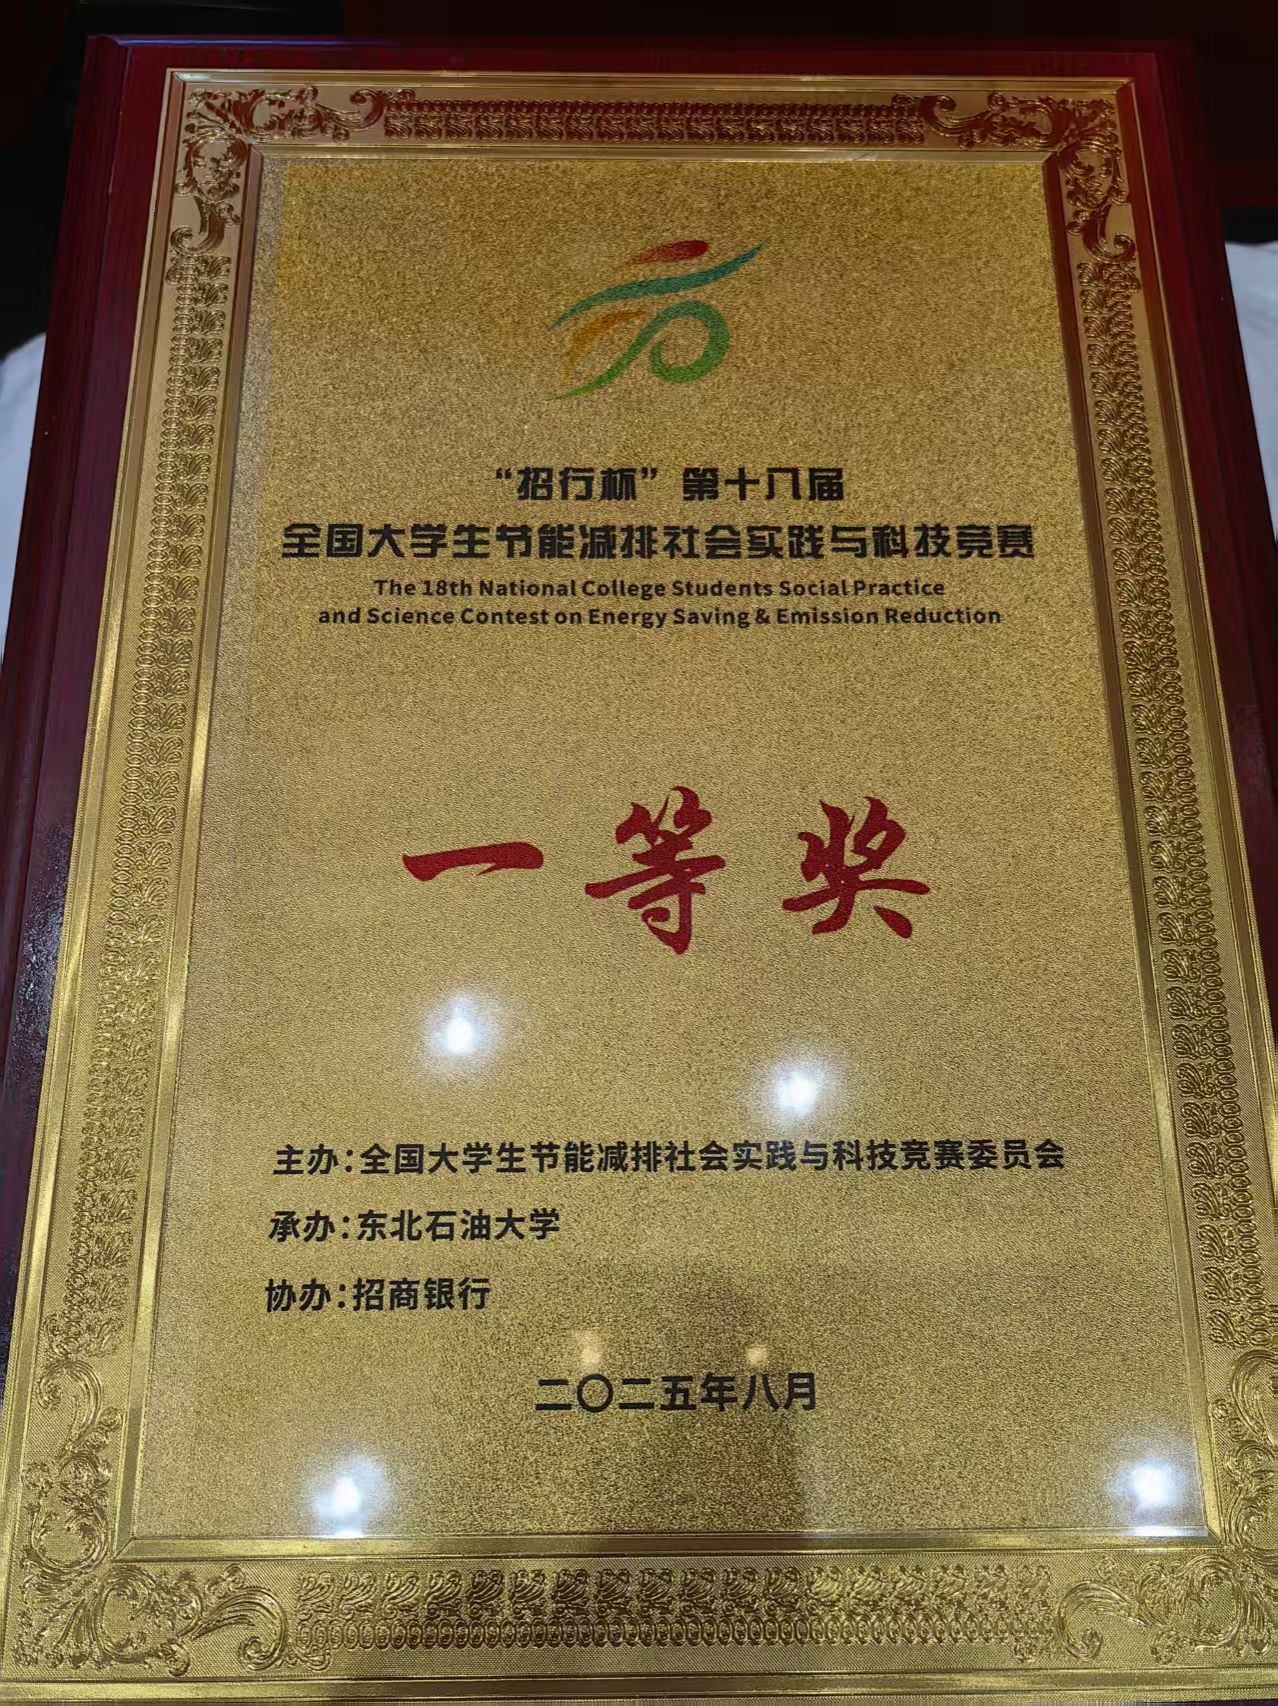 “招行杯”第十八届
全国大学生节能减排社会实践与科技竞赛
The 18th National College Students Social Practice
and Science Contest on Energy Saving & Emission Reduction
一等奖
主办：全国大学生节能减排社会实践与科技竞赛委员会
承办：东北石油大学
协办：招商银行
二〇二五年八月